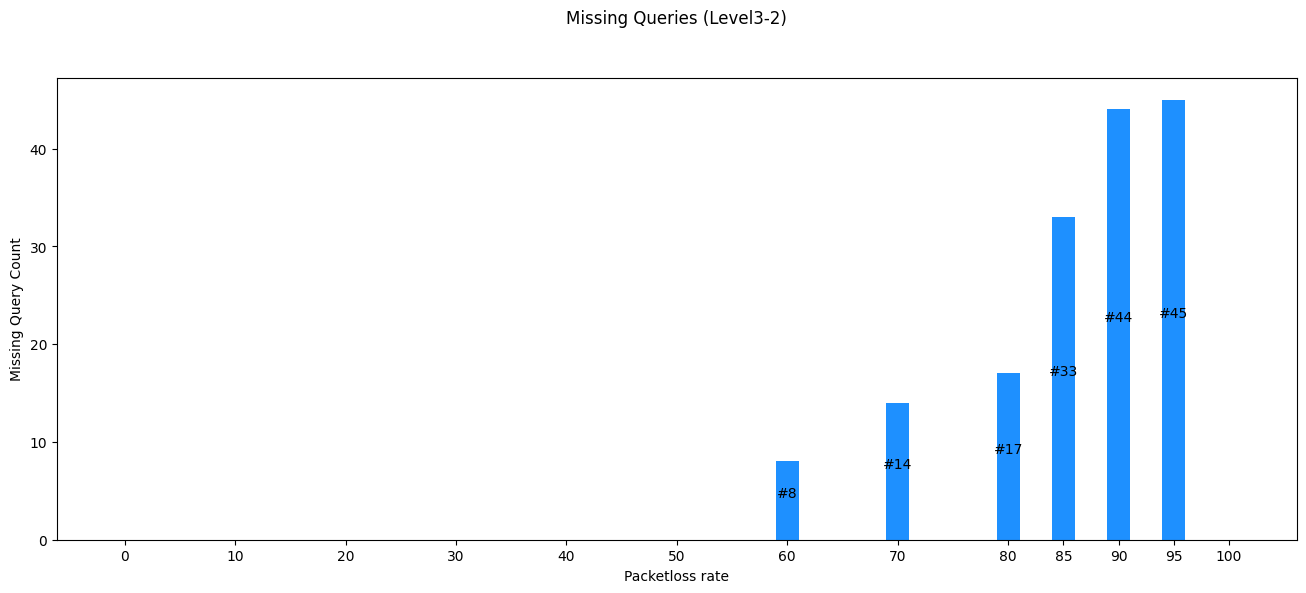 Missing Queries (Level3-2)
Missing Query Count
40
30
20
10
0
#8
#14
#17
#33
#44
#45
0 10 20 30 40 50 60 70 80 85 90 95 100
Packetloss rate